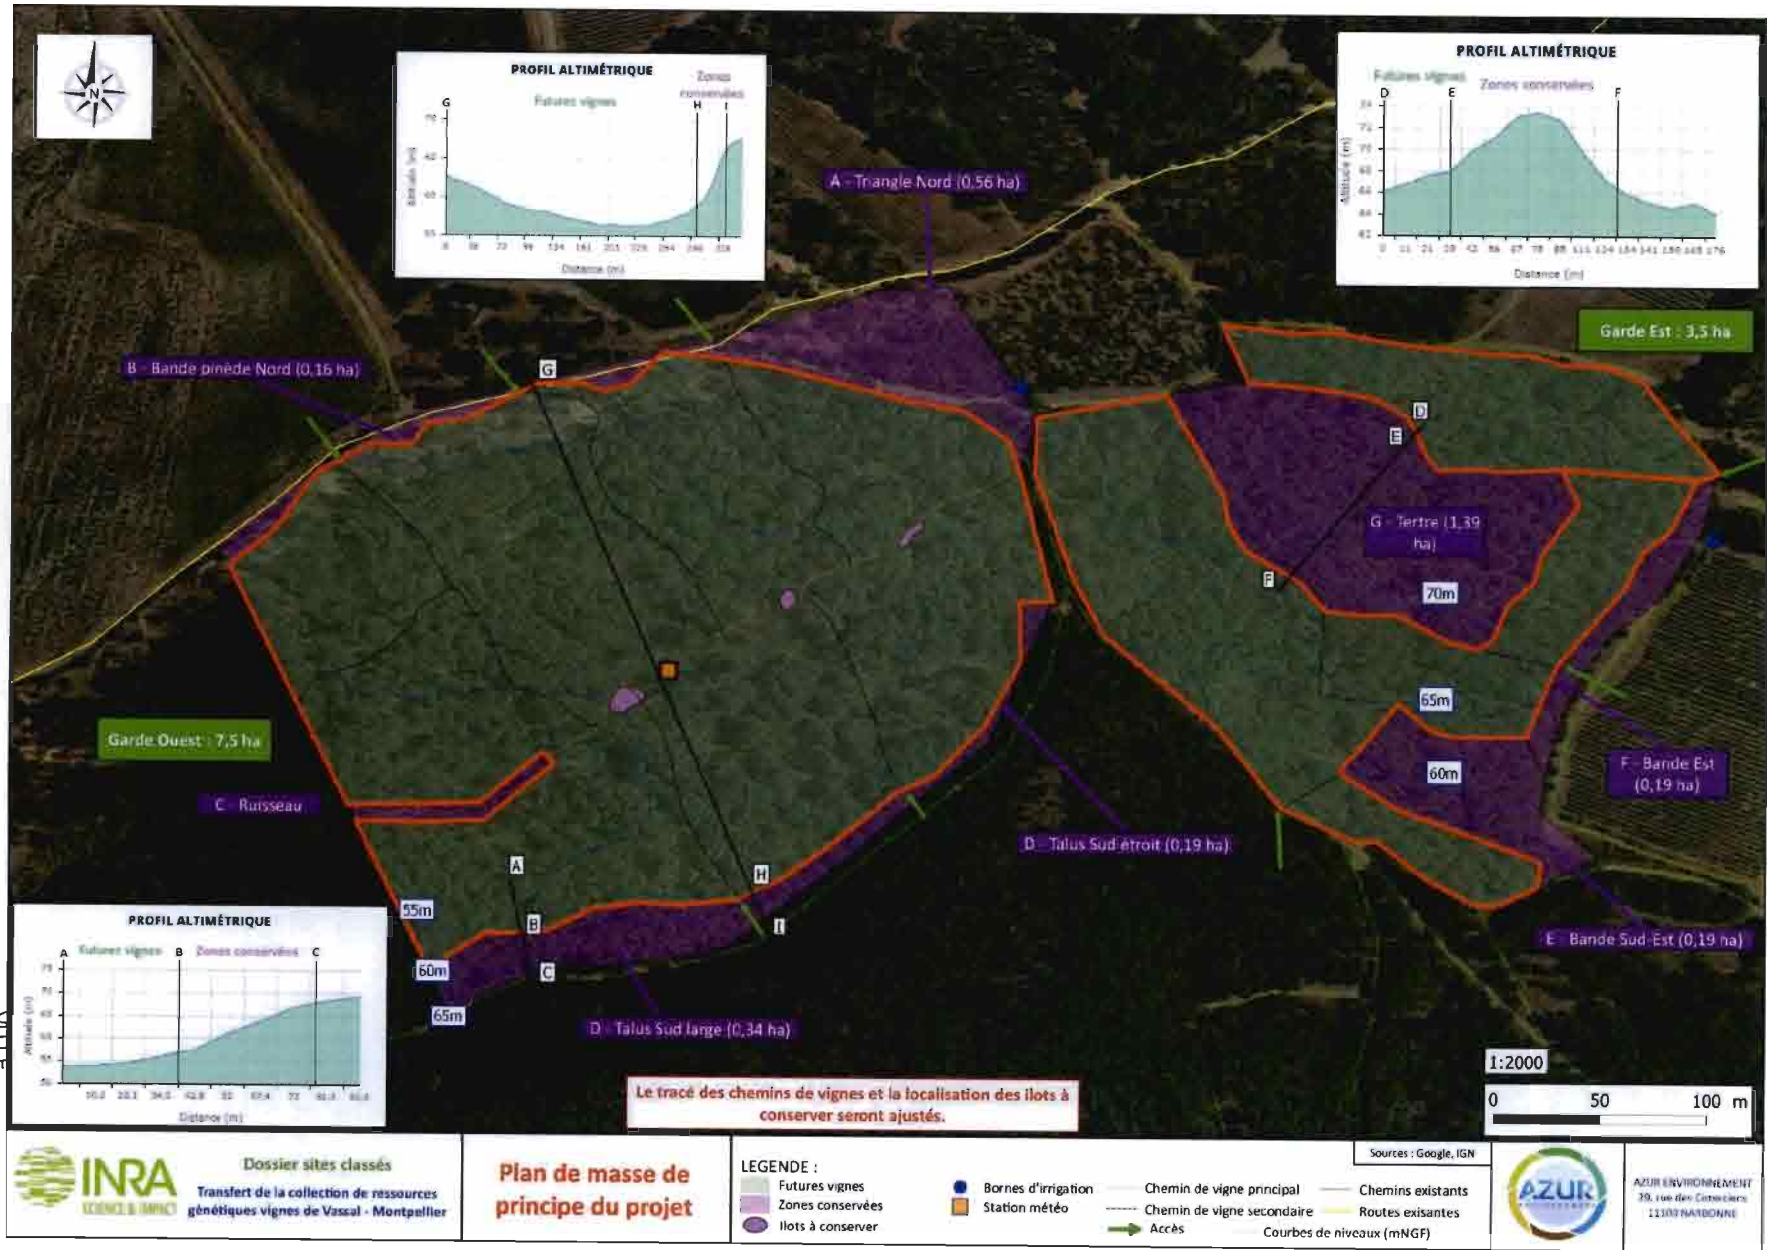 N
PROFIL ALTIMÉTRIQUE
Zones
conservées
Futures vignes
G
H
I
Distance (m)
PROFIL ALTIMÉTRIQUE
Futures vignes
Zones conservées
D
E
F
Altitude (m)
Distance (m)
A - Triangle Nord (0,56 ha)
Garde Est : 3,5 ha
B - Bande pinède Nord (0,16 ha)
G
D
E
G - Tertre (1,39
ha)
F
70m
65m
Garde Ouest : 7,5 ha
60m
F - Bande Est
(0,19 ha)
C - Ruisseau
D - Talus Sud étroit (0,19 ha)
A
H
55m
B
I
E - Bande Sud-Est (0,19 ha)
60m
C
65m
D - Talus Sud large (0,34 ha)
PROFIL ALTIMÉTRIQUE
Futures vignes
Zones conservées
A
B
C
Altitude (m)
Distance (m)
1:2000
0 50 100 m
Le tracé des chemins de vignes et la localisation des ilots à
conserver seront ajustés.
INRA
SCIENCE & IMPACT
Dossier sites classés
Transfert de la collection de ressources
génétiques vignes de Vassal - Montpellier
Plan de masse de
principe du projet
LEGENDE :
Futures vignes
Zones conservées
Ilots à conserver
Bornes d'irrigation
Station météo
Chemin de vigne principal
Chemin de vigne secondaire
Accès
Chemins existants
Routes exisantes
Courbes de niveaux (mNGF)
Sources : Google, IGN
AZUR
AZUR ENVIRONNEMENT
11100 NARBONNE